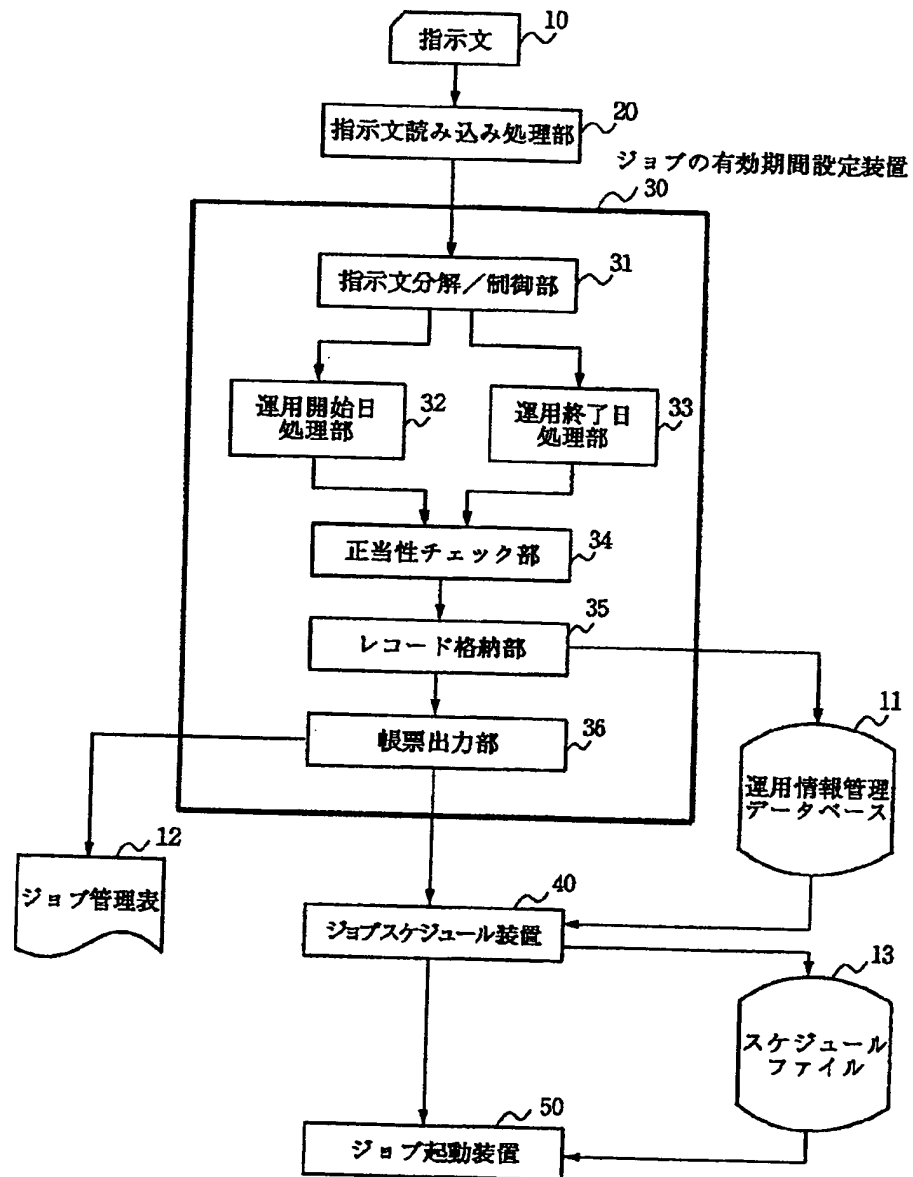 10
指示文
20
指示文読み込み処理部
ジョブの有効期間設定装置
30
31
指示文分解／制御部
運用開始日
処理部
32
運用終了日
処理部
33
正当性チェック部
34
35
レコード格納部
帳票出力部
36
11
運用情報管理
データベース
12
ジョブ管理表
40
ジョブスケジュール装置
13
スケジュール
ファイル
50
ジョブ起動装置